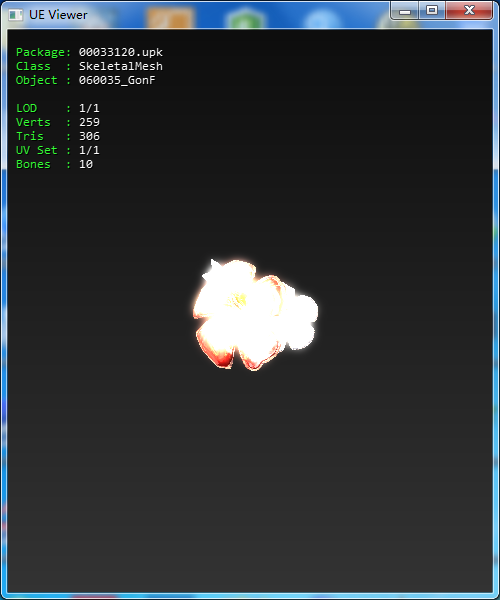 UE Viewer
Package: 00033120.upk
Class : SkeletalMesh
Object : 060035_GonF
LOD : 1/1
Verts : 259
Tris : 306
UV Set : 1/1
Bones : 10